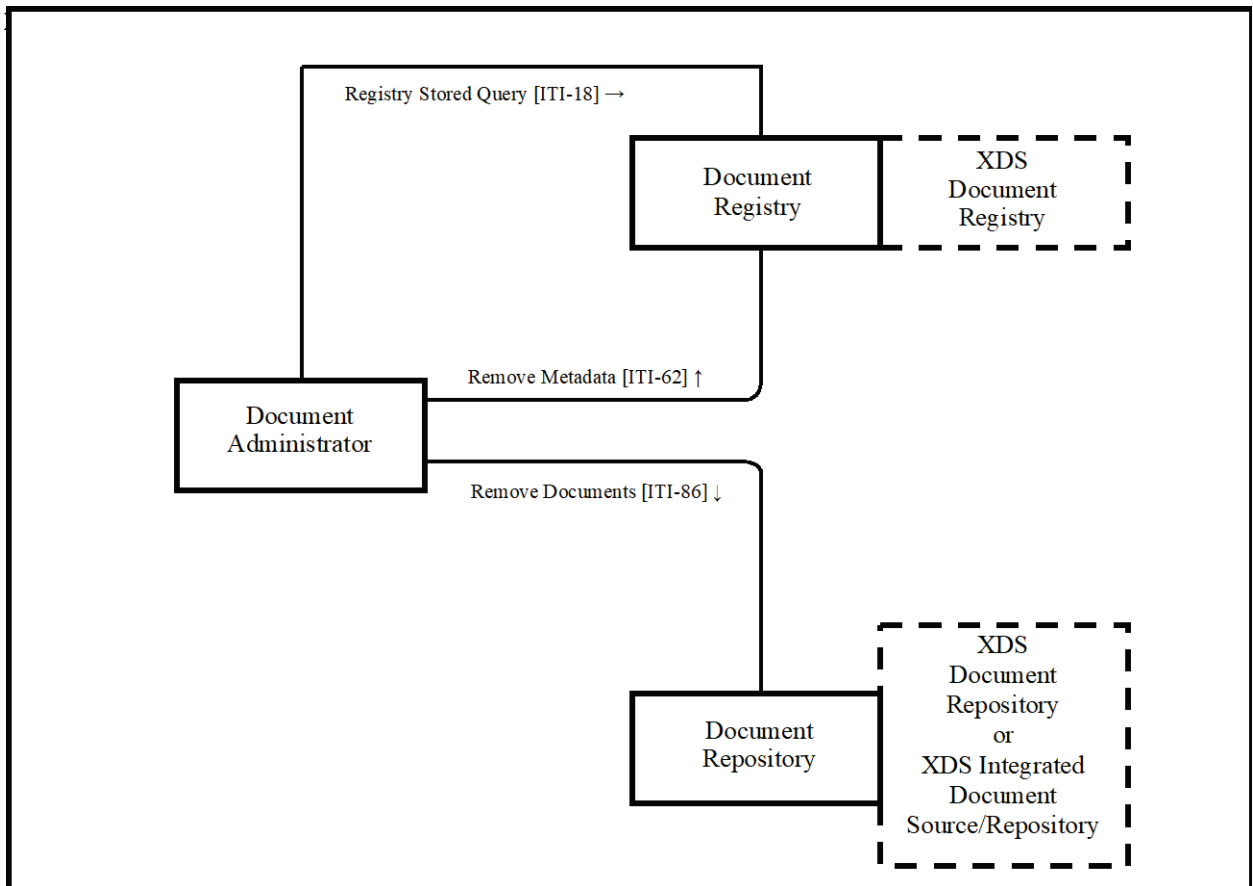 Registry Stored Query [ITI-18] →
Document
Registry
XDS
Document
Registry
Remove Metadata [ITI-62] ↑
Document
Administrator
Remove Documents [ITI-86] ↓
Document
Repository
XDS
Document
Repository
or
XDS Integrated
Document
Source/Repository